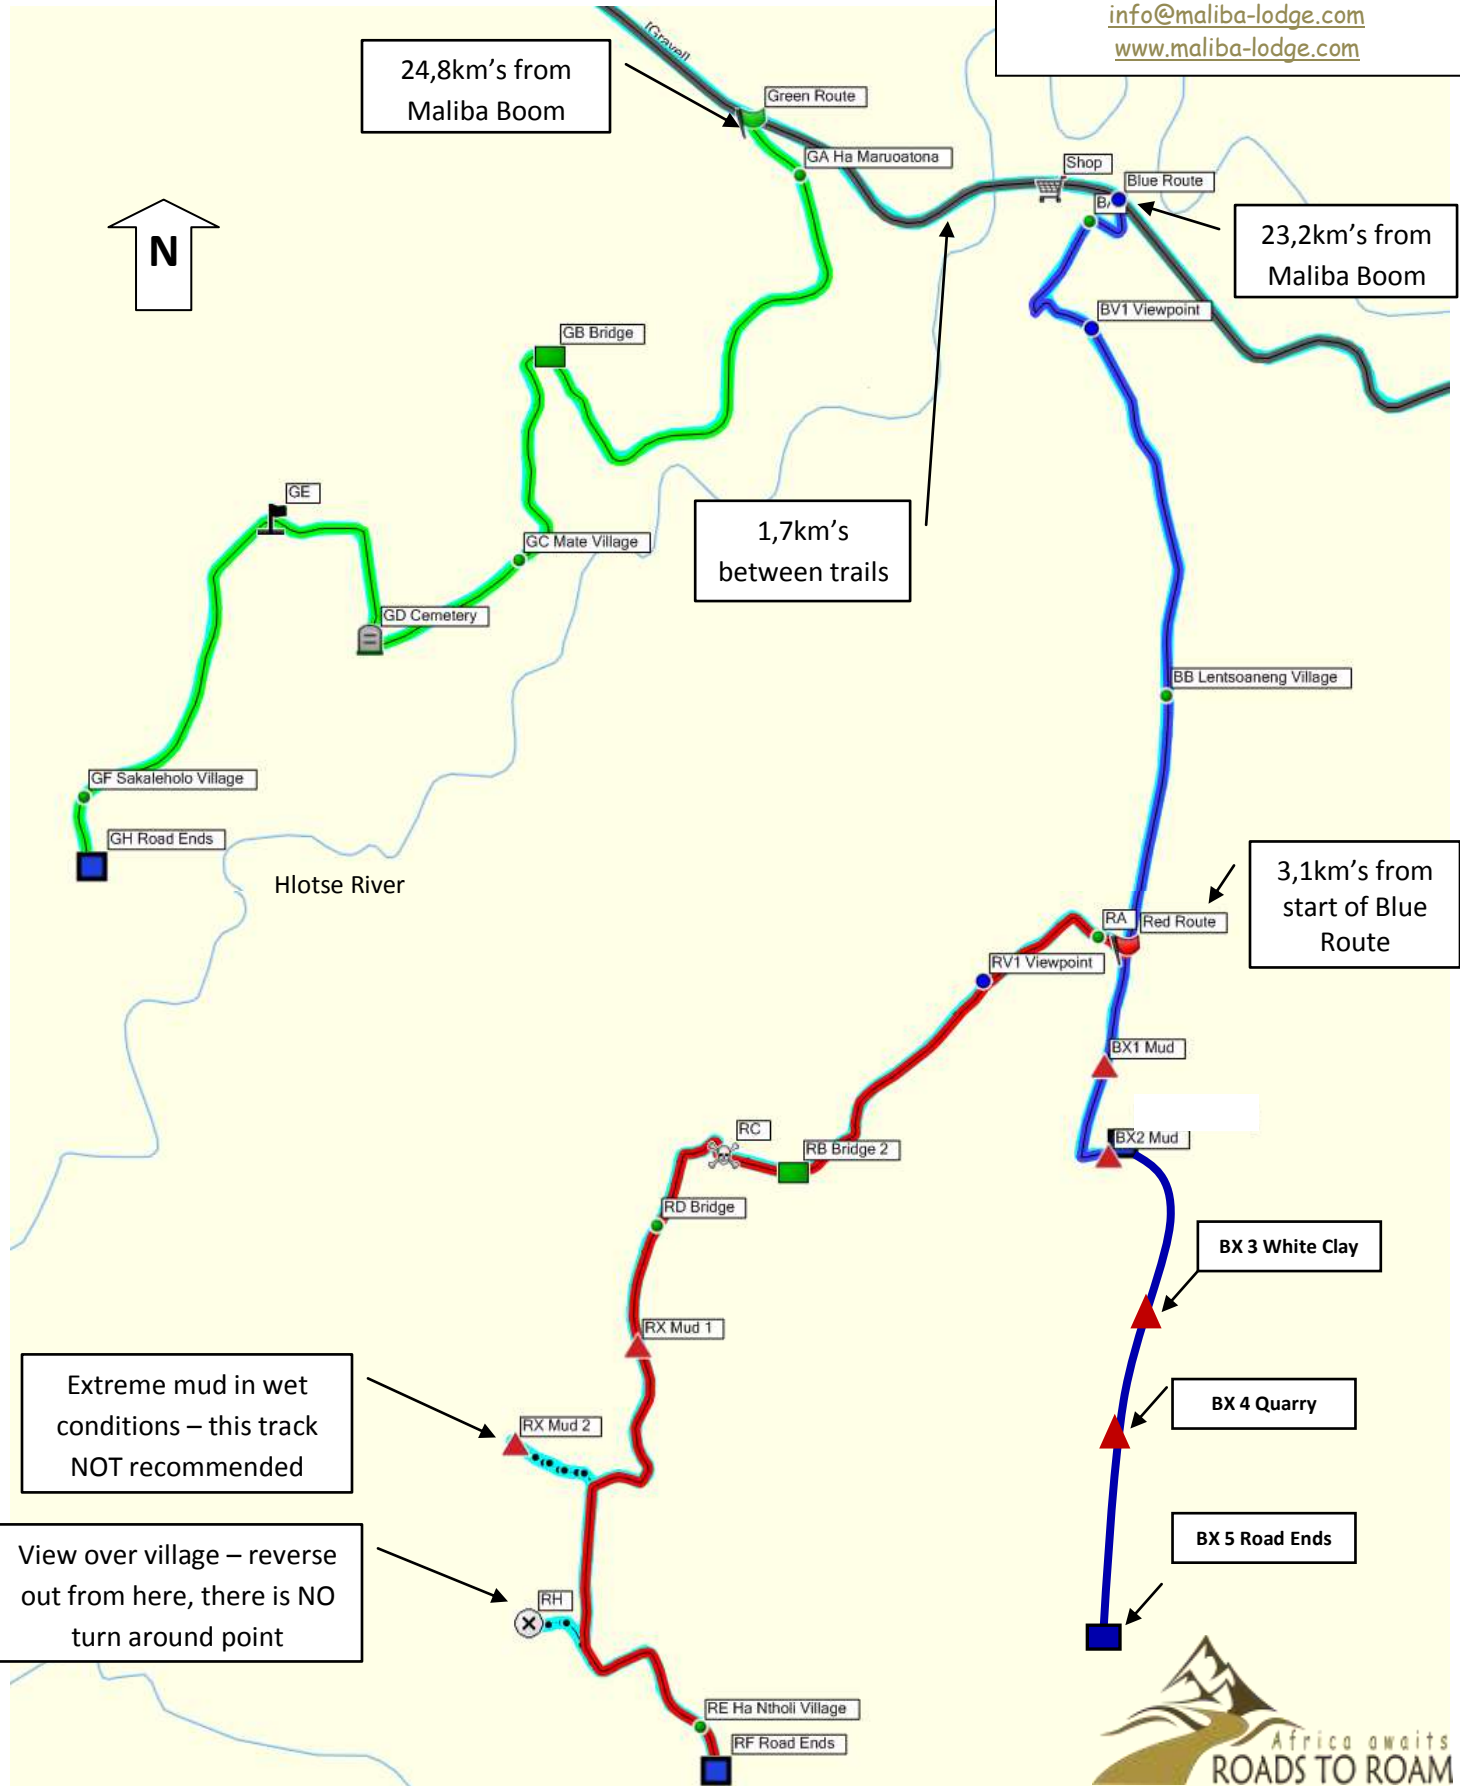 info@maliba-lodge.com
www.maliba-lodge.com
(Gravel)
24,8km's from
Maliba Boom
Green Route
GA Ha Maruoatona
Shop
Blue Route
23,2km's from
Maliba Boom
N
BV1 Viewpoint
GB Bridge
GE
1,7km's
between trails
GC Mate Village
GD Cemetery
BB Lentsoaneng Village
GF Sakaleholo Village
GH Road Ends
Hlotse River
3,1km's from
start of Blue
Route
RA
Red Route
RV1 Viewpoint
BX1 Mud
RC
RB Bridge 2
BX2 Mud
RD Bridge
BX 3 White Clay
RX Mud 1
Extreme mud in wet
conditions – this track
NOT recommended
RX Mud 2
BX 4 Quarry
View over village – reverse
out from here, there is NO
turn around point
RH
BX 5 Road Ends
RE Ha Ntholi Village
RF Road Ends
Africa awaits
ROADS TO ROAM